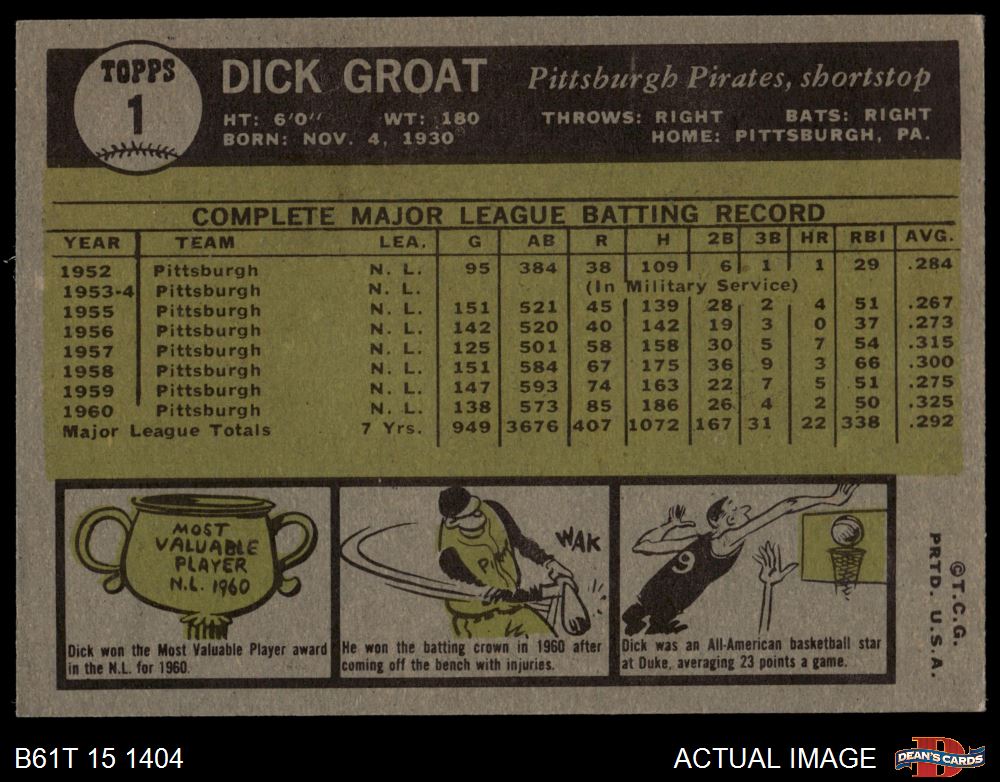 TOPPS
1
DICK GROAT
Pittsburgh Pirates, shortstop
HT: 6'0" WT: 180
THROWS: RIGHT BATS: RIGHT
BORN: NOV. 4, 1930
HOME: PITTSBURGH, PA.
COMPLETE MAJOR LEAGUE BATTING RECORD
YEAR TEAM LEA. G AB R H 2B 3B HR RBI AVG.
1952 Pittsburgh N. L. 95 384 38 109 6 1 1 29 .284
1953-4 Pittsburgh N. L. (In Military Service)
1955 Pittsburgh N. L. 151 521 45 139 28 2 4 51 .267
1956 Pittsburgh N. L. 142 520 40 142 19 3 0 37 .273
1957 Pittsburgh N. L. 125 501 58 158 30 5 7 54 .315
1958 Pittsburgh N. L. 151 584 67 175 36 9 3 66 .300
1959 Pittsburgh N. L. 147 593 74 163 22 7 5 51 .275
1960 Pittsburgh N. L. 138 573 85 186 26 4 2 50 .325
Major League Totals 7 Yrs. 949 3676 407 1072 167 31 22 338 .292
MOST
VALUABLE
PLAYER
N.L. 1960
Dick won the Most Valuable Player award
in the N.L. for 1960.
WAK
PI
He won the batting crown in 1960 after
coming off the bench with injuries.
9
Dick was an All-American basketball star
at Duke, averaging 23 points a game.
©T.C.G.
PRTD. U.S.A.
B61T 15 1404
ACTUAL IMAGE
D
DEAN'S CARDS